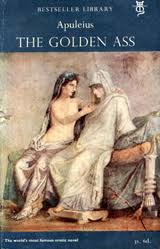 BESTSELLER LIBRARY
Apuleius
THE GOLDEN ASS
The world's most famous erotic novel